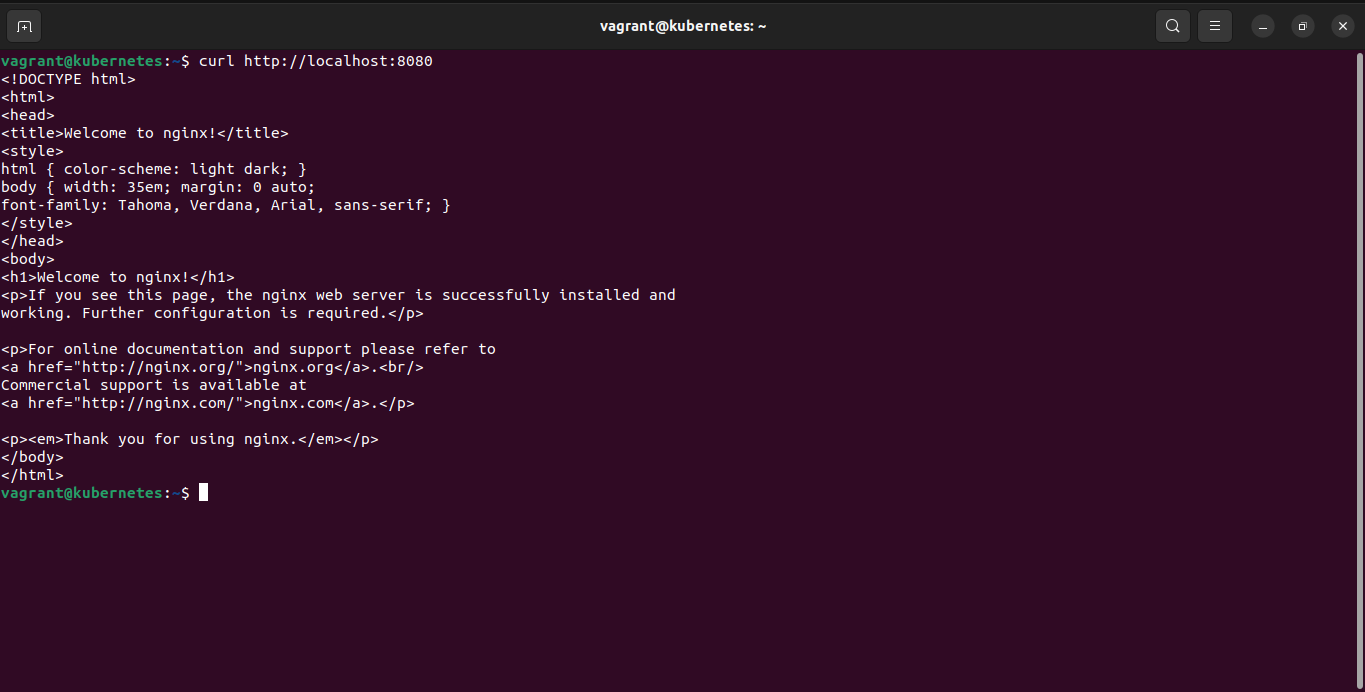 vagrant@kubernetes: ~
vagrant@kubernetes:~$ curl http://localhost:8080
<!DOCTYPE html>
<html>
<head>
<title>Welcome to nginx!</title>
<style>
html { color-scheme: light dark; }
body { width: 35em; margin: 0 auto;
font-family: Tahoma, Verdana, Arial, sans-serif; }
</style>
</head>
<body>
<h1>Welcome to nginx!</h1>
<p>If you see this page, the nginx web server is successfully installed and
working. Further configuration is required.</p>

<p>For online documentation and support please refer to
<a href="http://nginx.org/">nginx.org</a>.<br/>
Commercial support is available at
<a href="http://nginx.com/">nginx.com</a>.</p>

<p><em>Thank you for using nginx.</em></p>
</body>
</html>
vagrant@kubernetes:~$